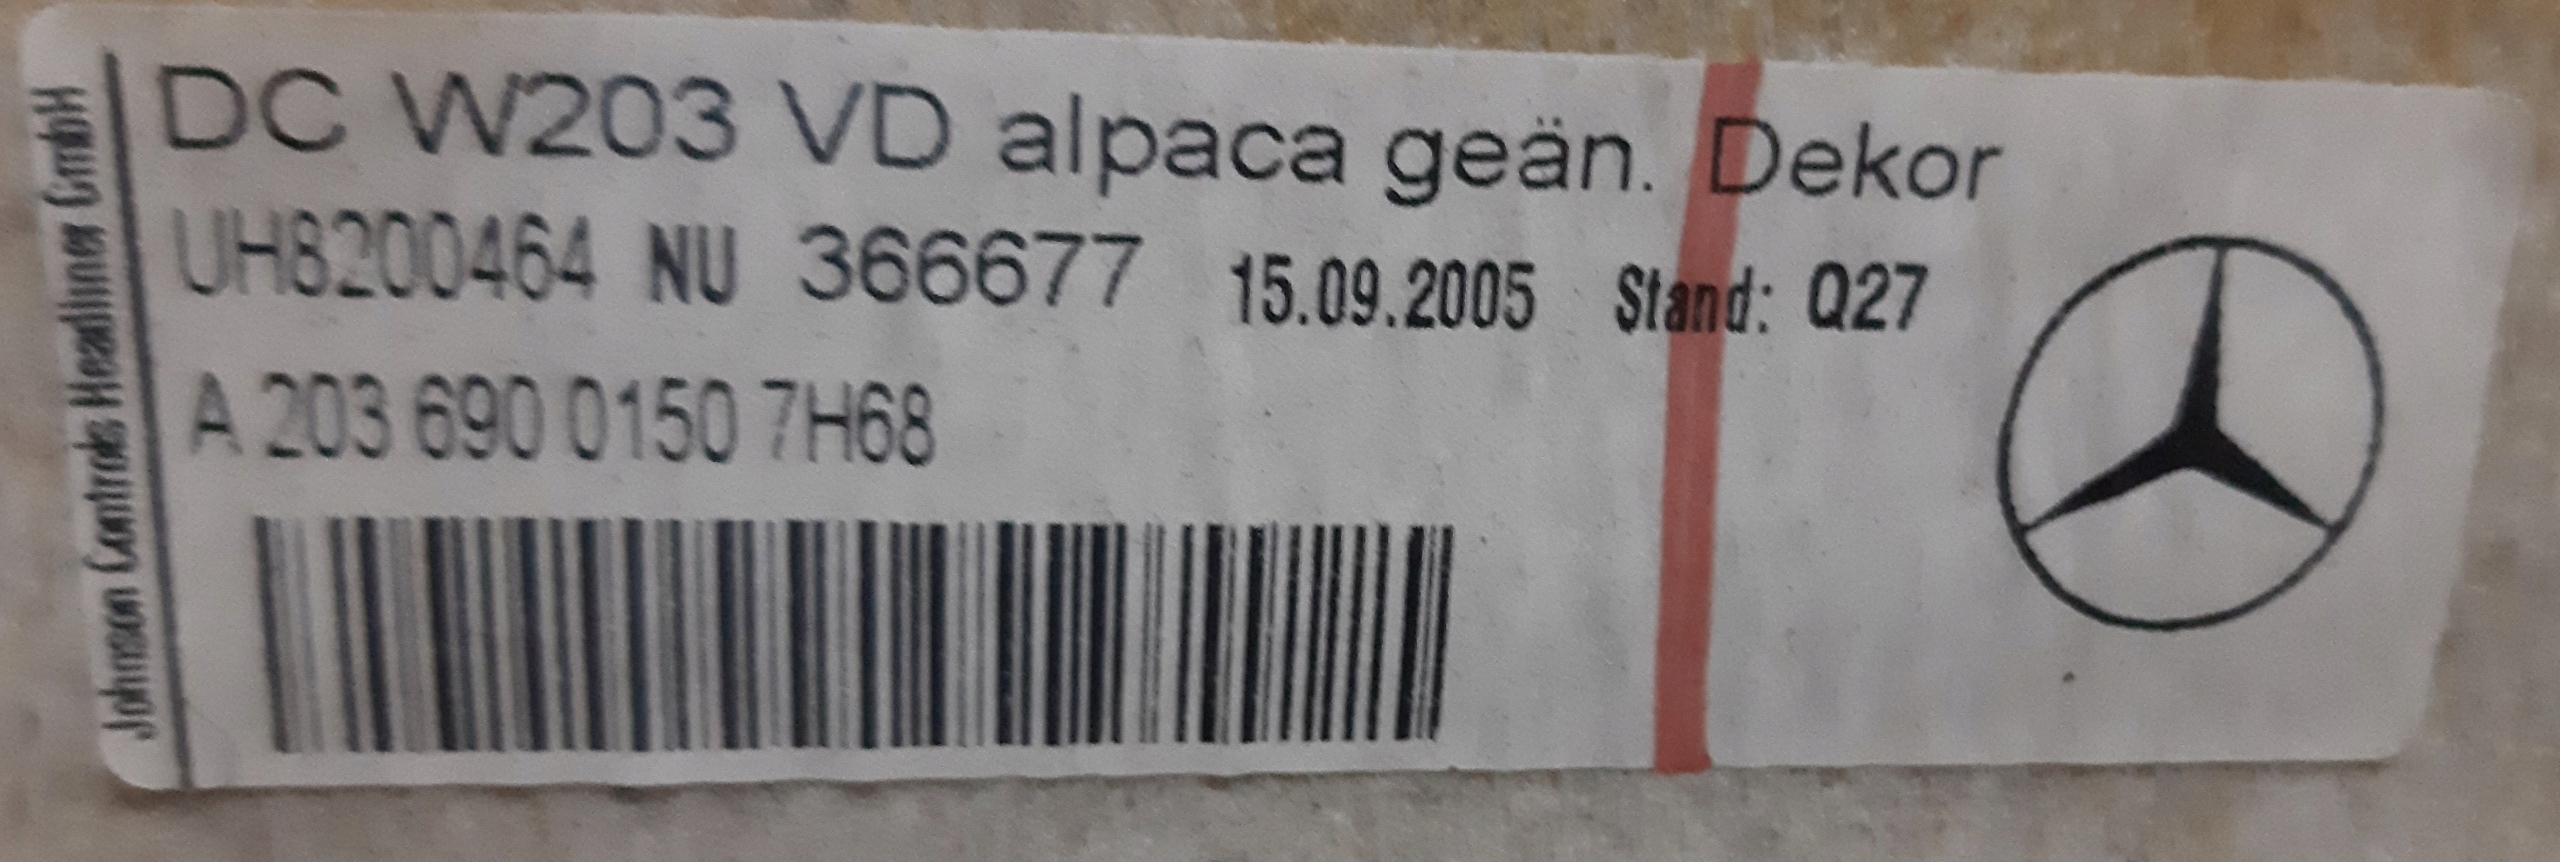 DC W203 VD alpaca geän. Dekor
UH8200464 NU 366677 15.09.2005 Stand: Q27
A 203 690 0150 7H68
Johnson Controls Headliner GmbH